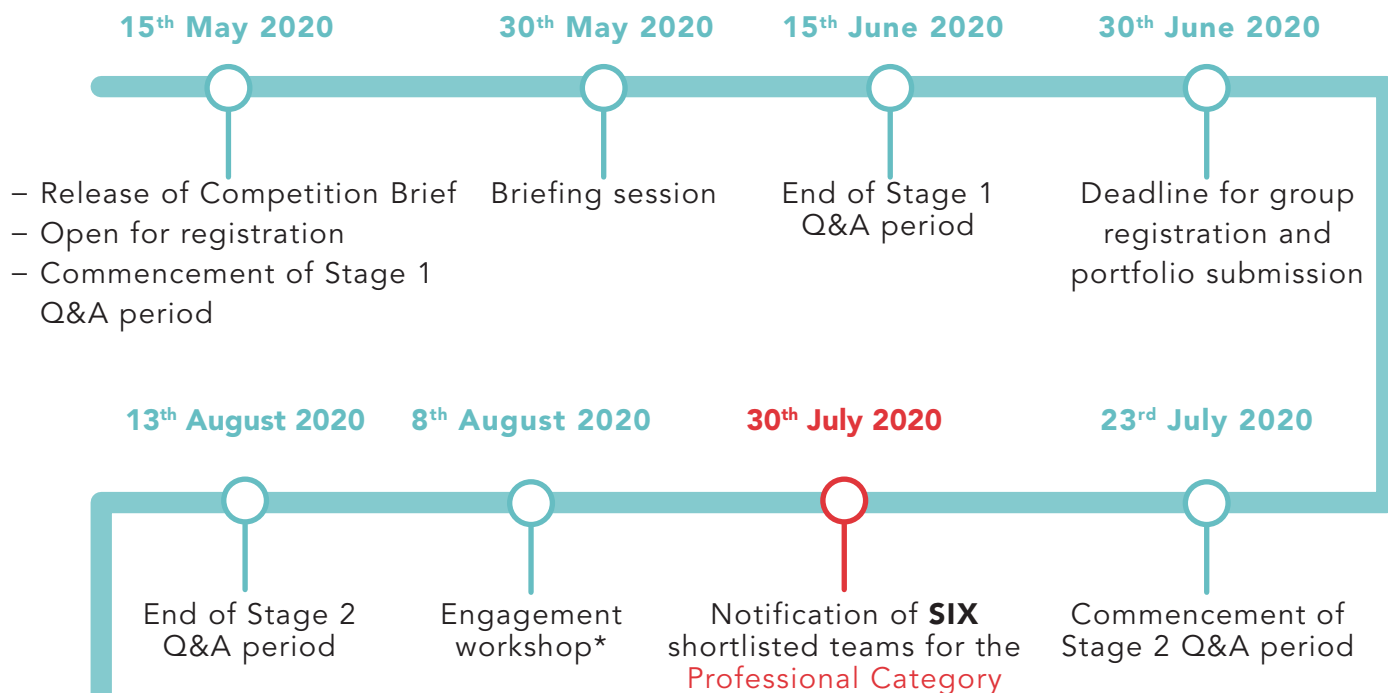 15th May 2020
30th May 2020
15th June 2020
30th June 2020
– Release of Competition Brief
– Open for registration
– Commencement of Stage 1
Q&A period
Briefing session
End of Stage 1
Q&A period
Deadline for group
registration and
portfolio submission
13th August 2020
8th August 2020
30th July 2020
23rd July 2020
End of Stage 2
Q&A period
Engagement
workshop*
Notification of SIX
shortlisted teams for the
Professional Category
Commencement of
Stage 2 Q&A period